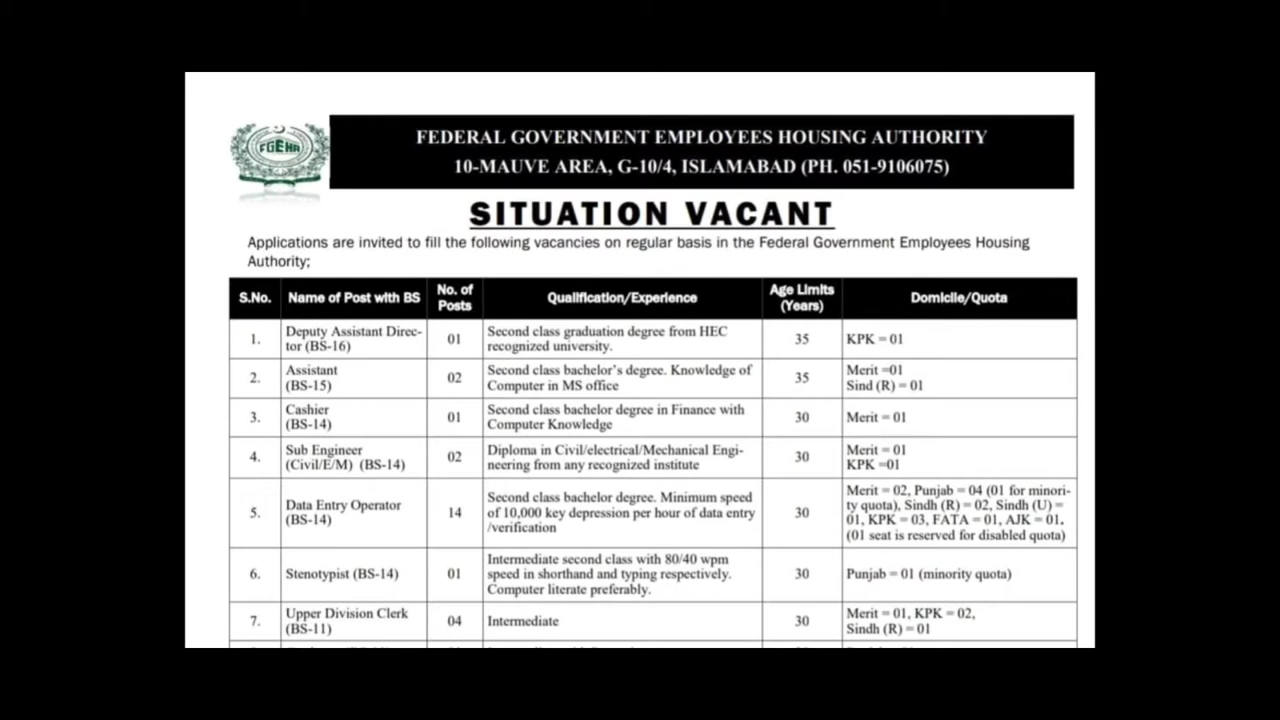 FGEHA
FEDERAL GOVERNMENT EMPLOYEES HOUSING AUTHORITY
10-MAUVE AREA, G-10/4, ISLAMABAD (PH. 051-9106075)
SITUATION VACANT
Applications are invited to fill the following vacancies on regular basis in the Federal Government Employees Housing
Authority;
S.No. Name of Post with BS No. of Posts Qualification/Experience Age Limits (Years) Domicile/Quota
1. Deputy Assistant Direc-
tor (BS-16) 01 Second class graduation degree from HEC
recognized university. 35 KPK = 01
2. Assistant
(BS-15) 02 Second class bachelor's degree. Knowledge of
Computer in MS office 35 Merit =01
Sind (R) = 01
3. Cashier
(BS-14) 01 Second class bachelor degree in Finance with
Computer Knowledge 30 Merit = 01
4. Sub Engineer
(Civil/E/M) (BS-14) 02 Diploma in Civil/electrical/Mechanical Engi-
neering from any recognized institute 30 Merit = 01
KPK =01
5. Data Entry Operator
(BS-14) 14 Second class bachelor degree. Minimum speed
of 10,000 key depression per hour of data entry
/verification 30 Merit = 02, Punjab = 04 (01 for minori-
ty quota), Sindh (R) = 02, Sindh (U) =
01, KPK = 03, FATA = 01, AJK = 01.
(01 seat is reserved for disabled quota)
6. Stenotypist (BS-14) 01 Intermediate second class with 80/40 wpm
speed in shorthand and typing respectively.
Computer literate preferably. 30 Punjab = 01 (minority quota)
7. Upper Division Clerk
(BS-11) 04 Intermediate 30 Merit = 01, KPK = 02,
Sindh (R) = 01